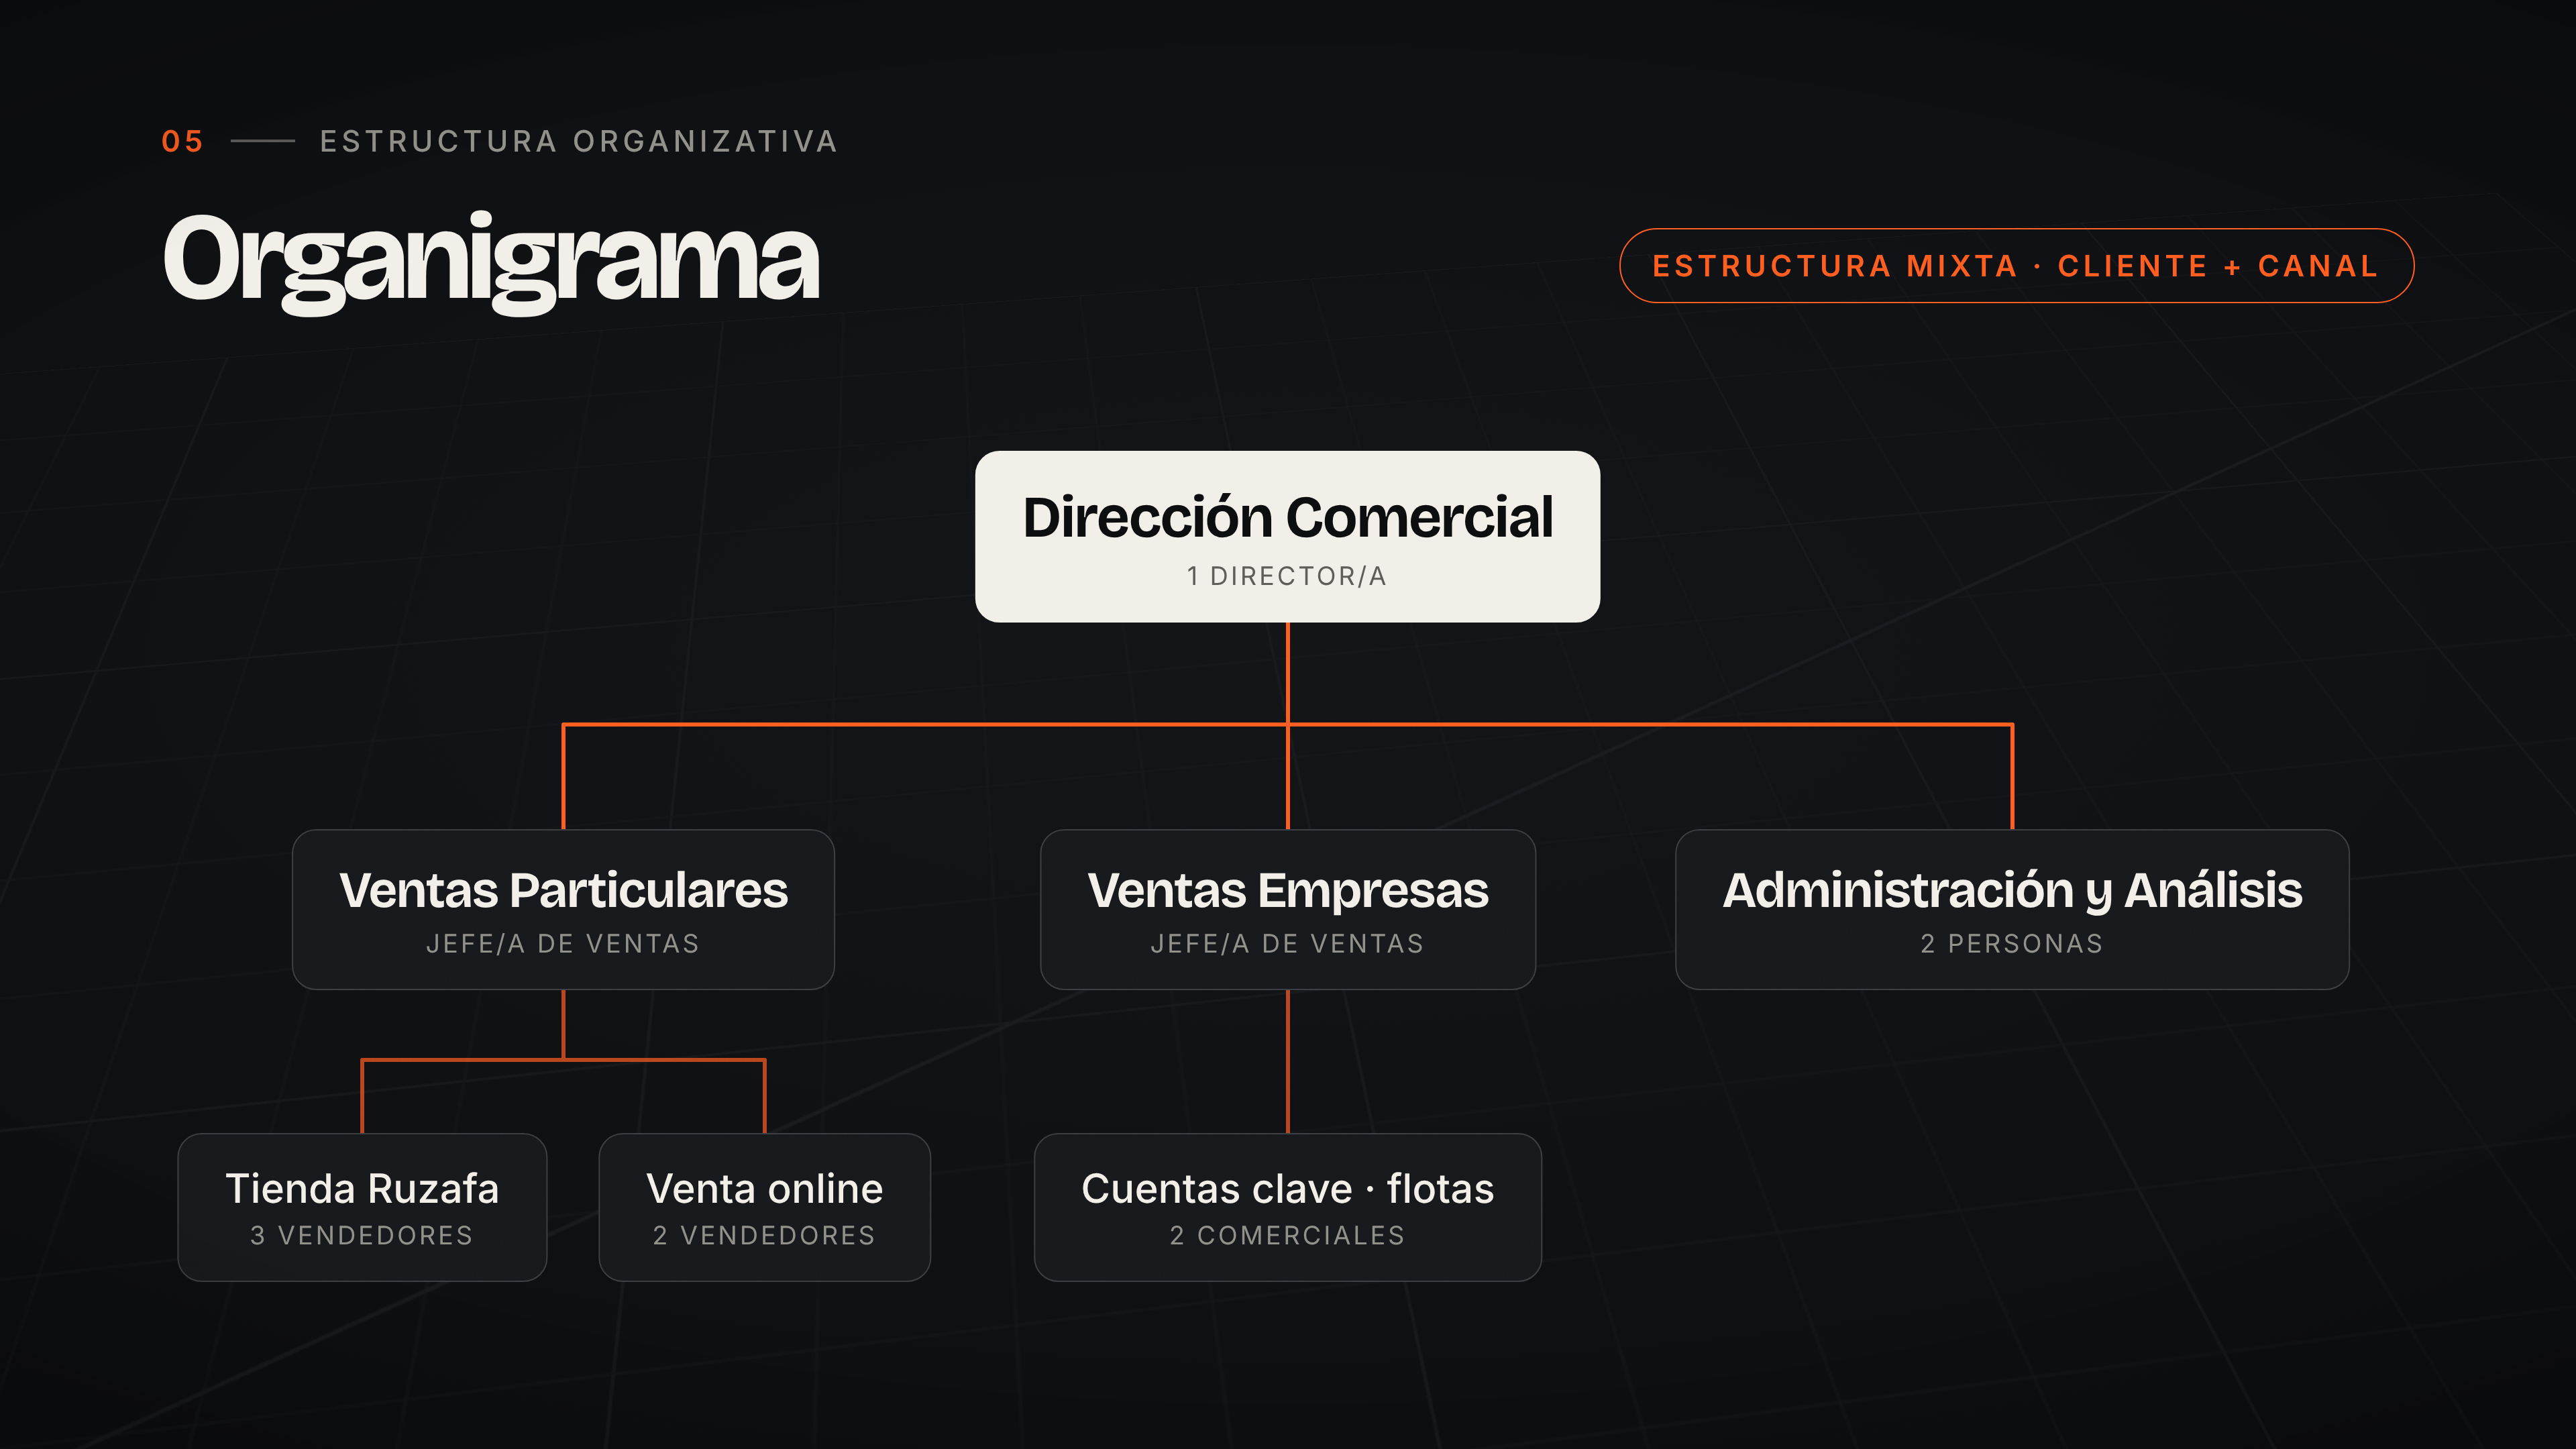 05 — ESTRUCTURA ORGANIZATIVA
Organigrama
ESTRUCTURA MIXTA · CLIENTE + CANAL
Dirección Comercial
1 DIRECTOR/A
Ventas Particulares
JEFE/A DE VENTAS
Ventas Empresas
JEFE/A DE VENTAS
Administración y Análisis
2 PERSONAS
Tienda Ruzafa
3 VENDEDORES
Venta online
2 VENDEDORES
Cuentas clave · flotas
2 COMERCIALES